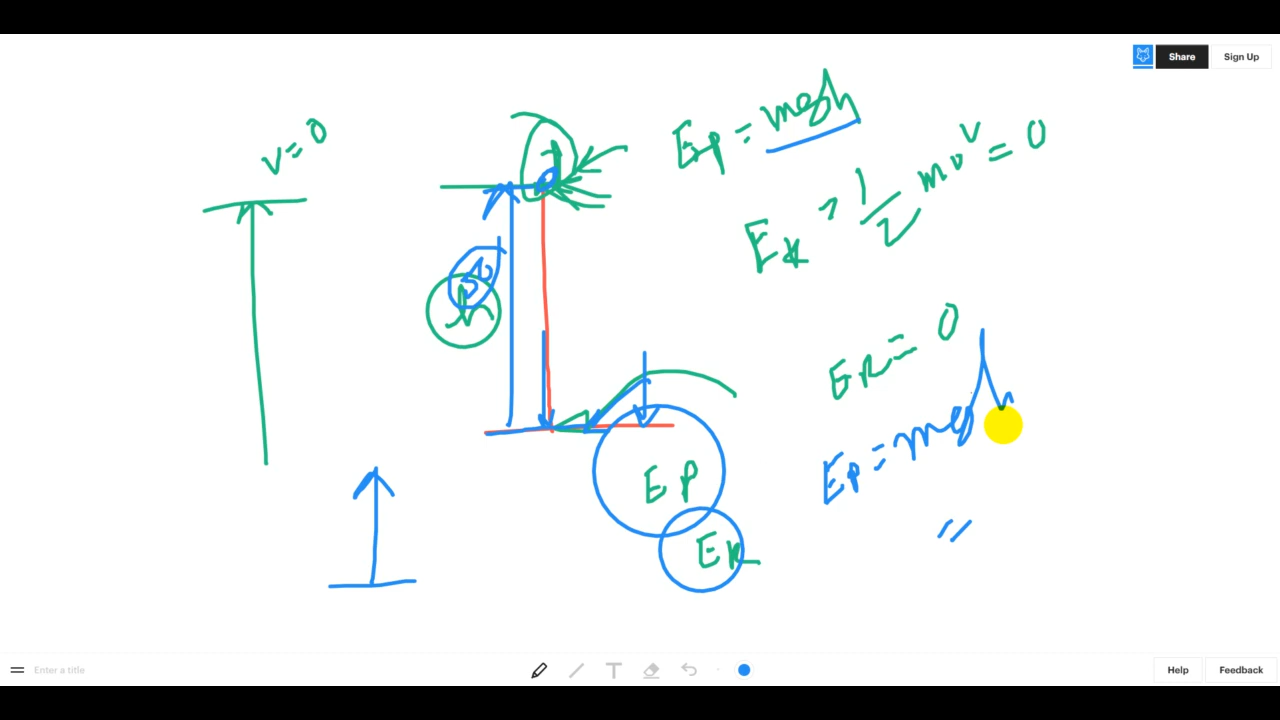 Share
Sign Up
v=0
Ep = mgh
Ek = 1/2 mv = 0
h
EK = 0
Ep = mgh
=
EP
EK
Enter a title
T
Help
Feedback